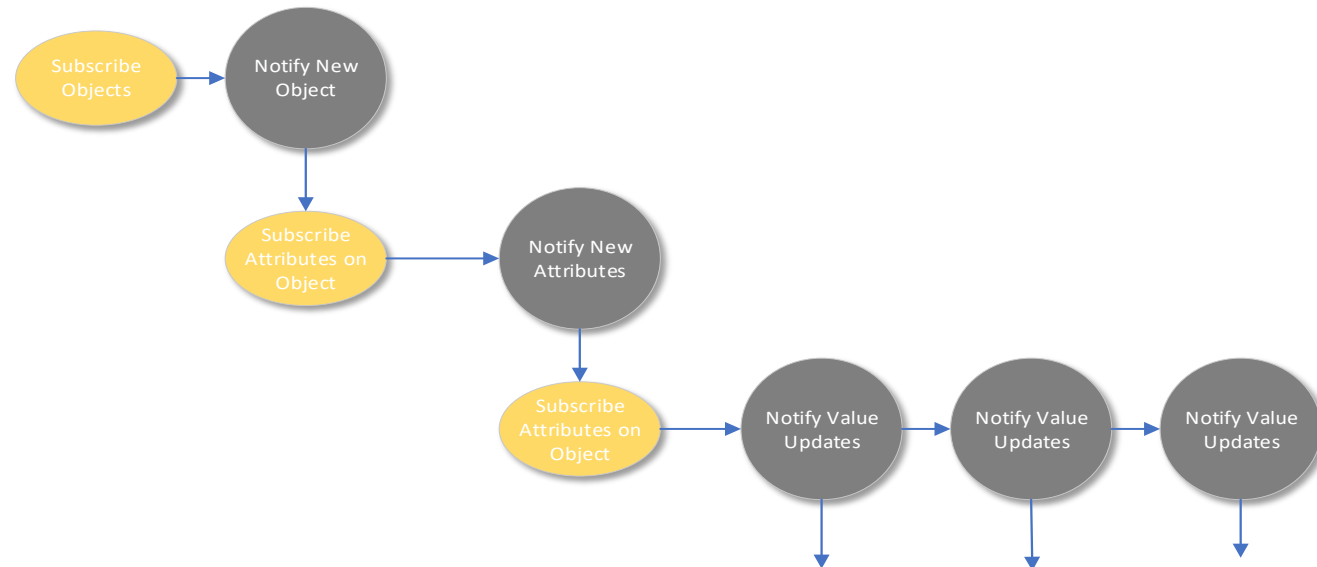 Subscribe
Objects
Notify New
Object
Subscribe
Attributes on
Object
Notify New
Attributes
Subscribe
Attributes on
Object
Notify Value
Updates
Notify Value
Updates
Notify Value
Updates